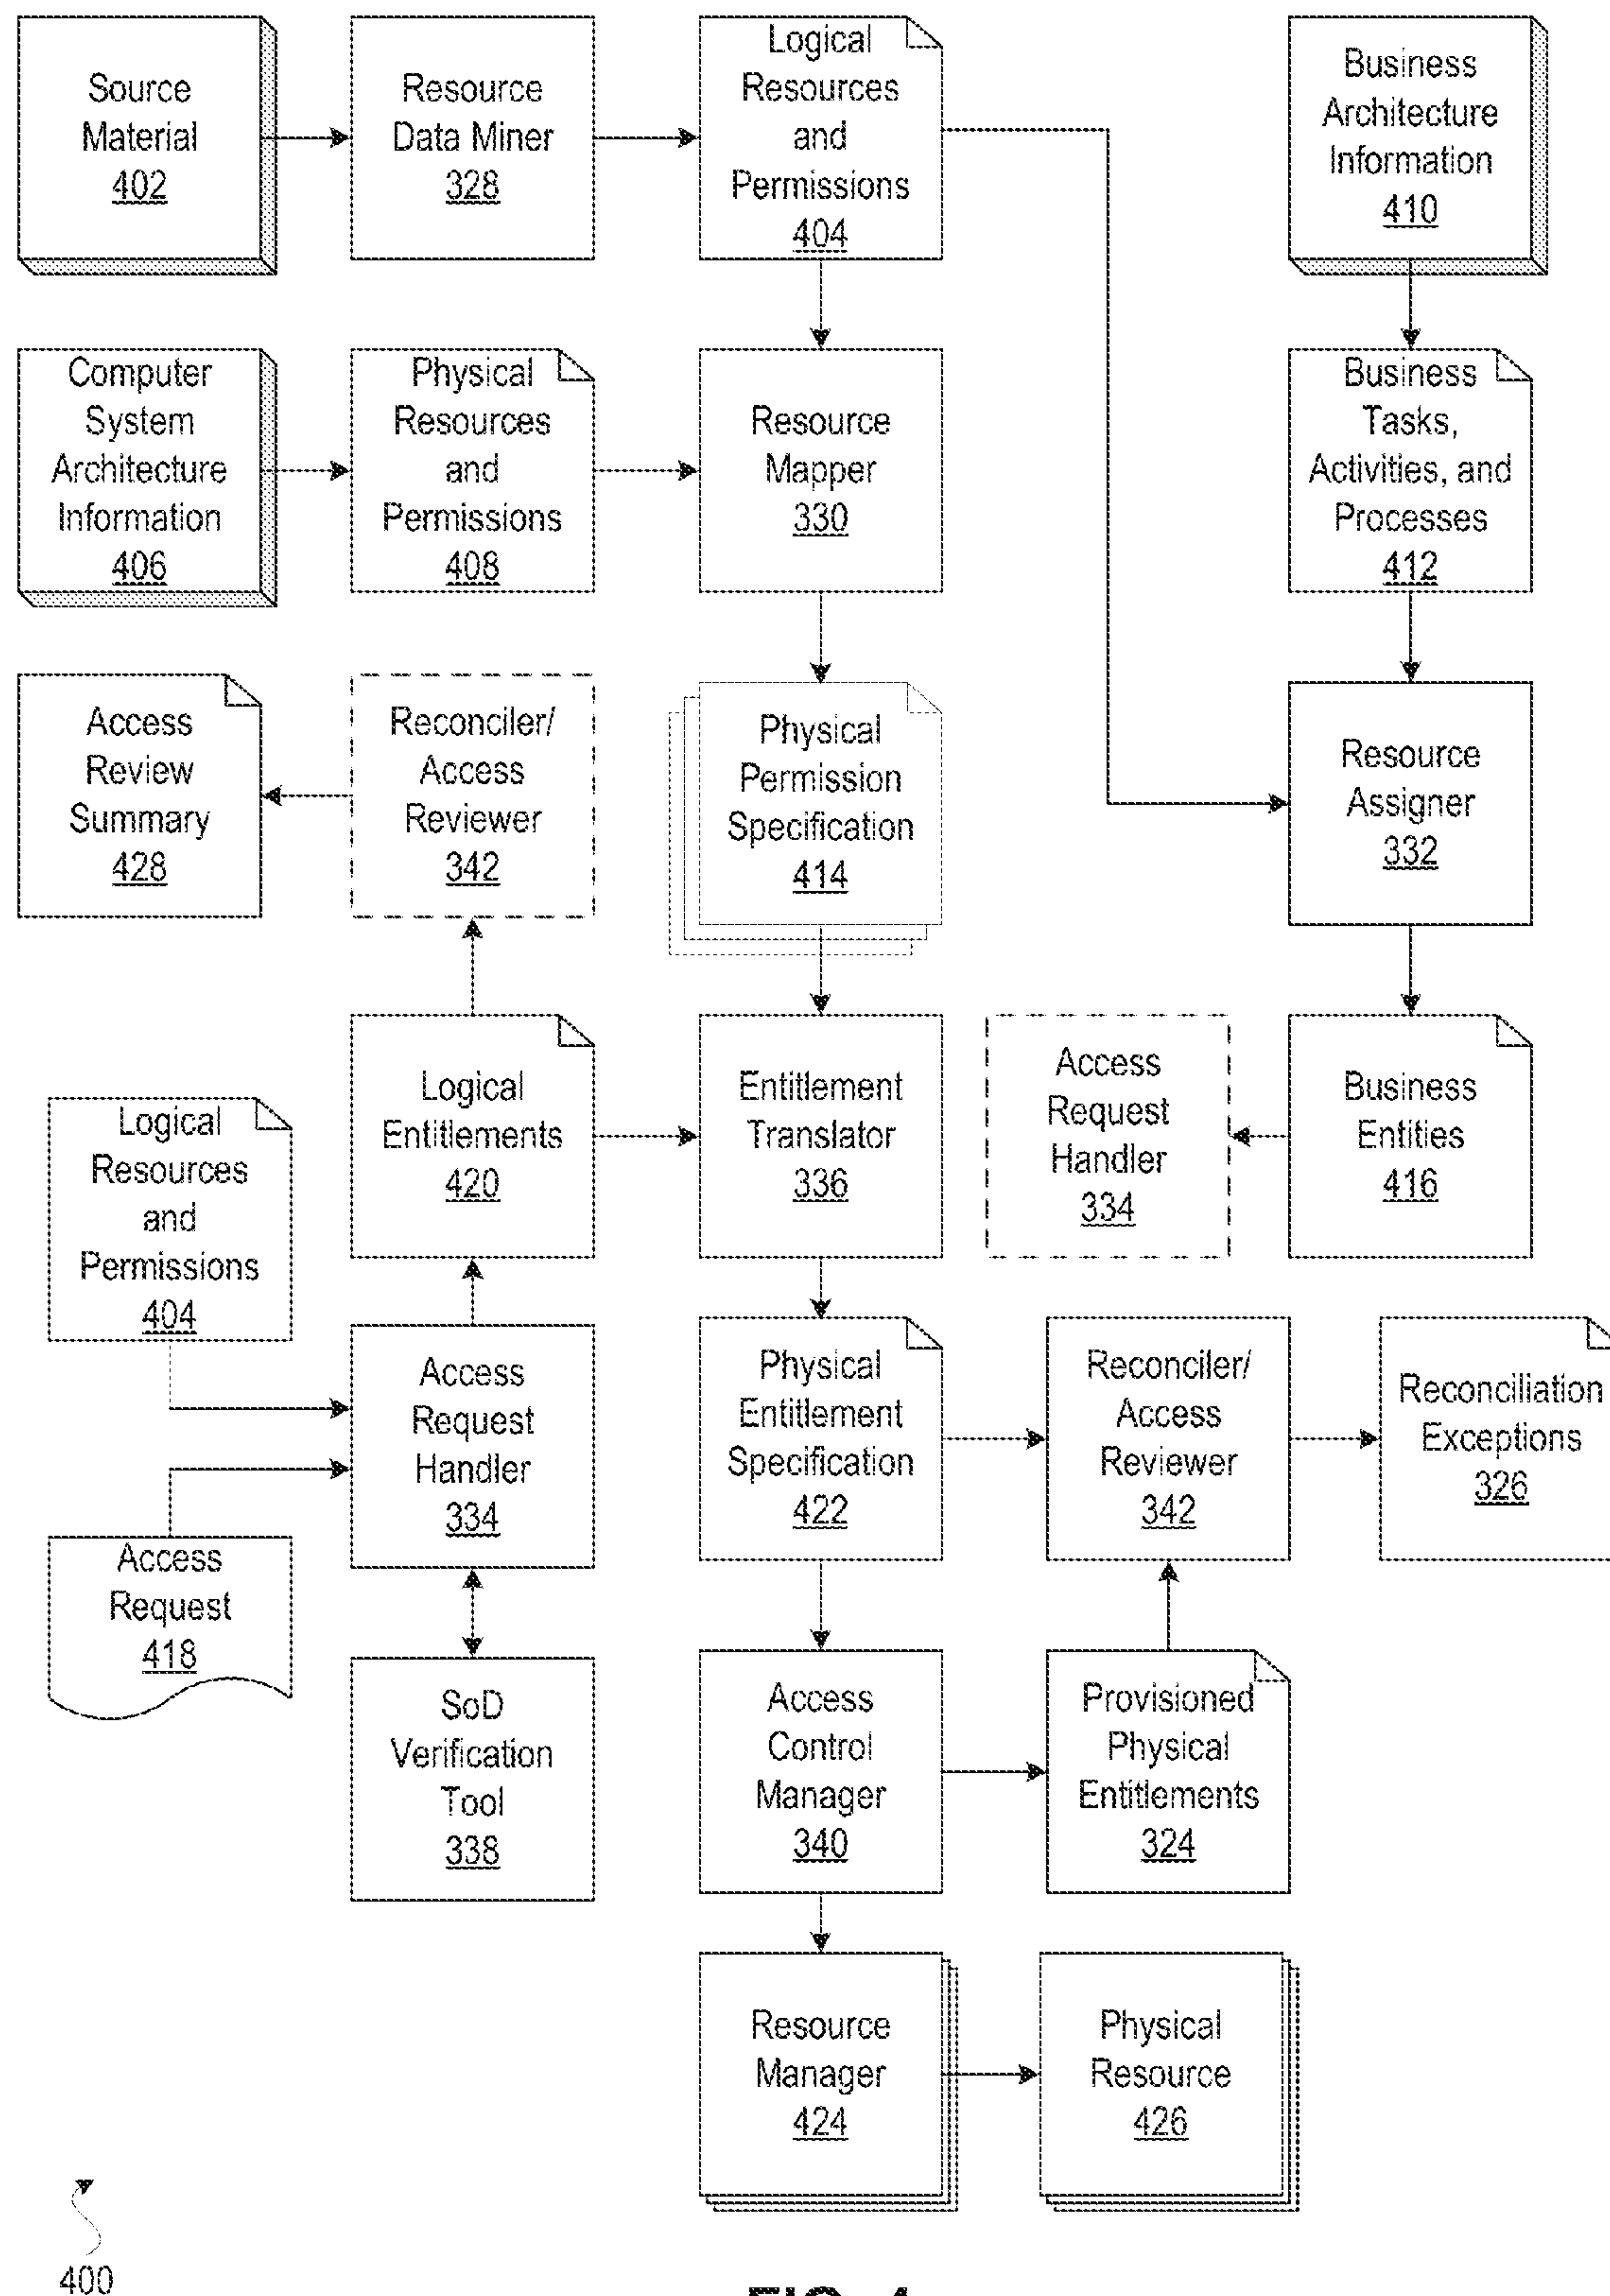 Source
Material
402
Resource
Data Miner
328
Logical
Resources
and
Permissions
404
Business
Architecture
Information
410
Computer
System
Architecture
Information
406
Physical
Resources
and
Permissions
408
Resource
Mapper
330
Business
Tasks,
Activities, and
Processes
412
Access
Review
Summary
428
Reconciler/
Access
Reviewer
342
Physical
Permission
Specification
414
Resource
Assigner
332
Logical
Resources
and
Permissions
404
Logical
Entitlements
420
Entitlement
Translator
336
Access
Request
Handler
334
Business
Entities
416
Access
Request
418
Access
Request
Handler
334
Physical
Entitlement
Specification
422
Reconciler/
Access
Reviewer
342
Reconciliation
Exceptions
326
SoD
Verification
Tool
338
Access
Control
Manager
340
Provisioned
Physical
Entitlements
324
Resource
Manager
424
Physical
Resource
426
400